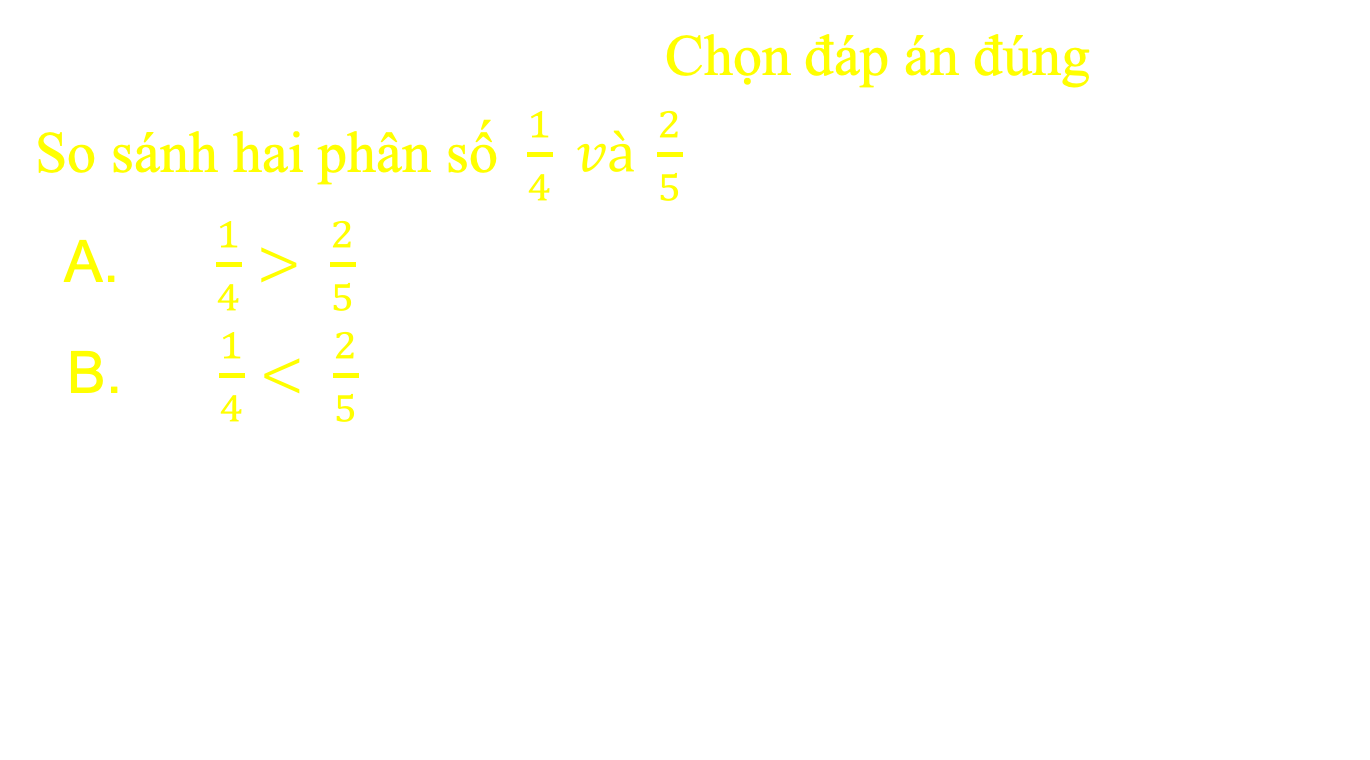 Chọn đáp án đúng
So sánh hai phân số 1/4 và 2/5
A. 1/4 > 2/5
B. 1/4 < 2/5